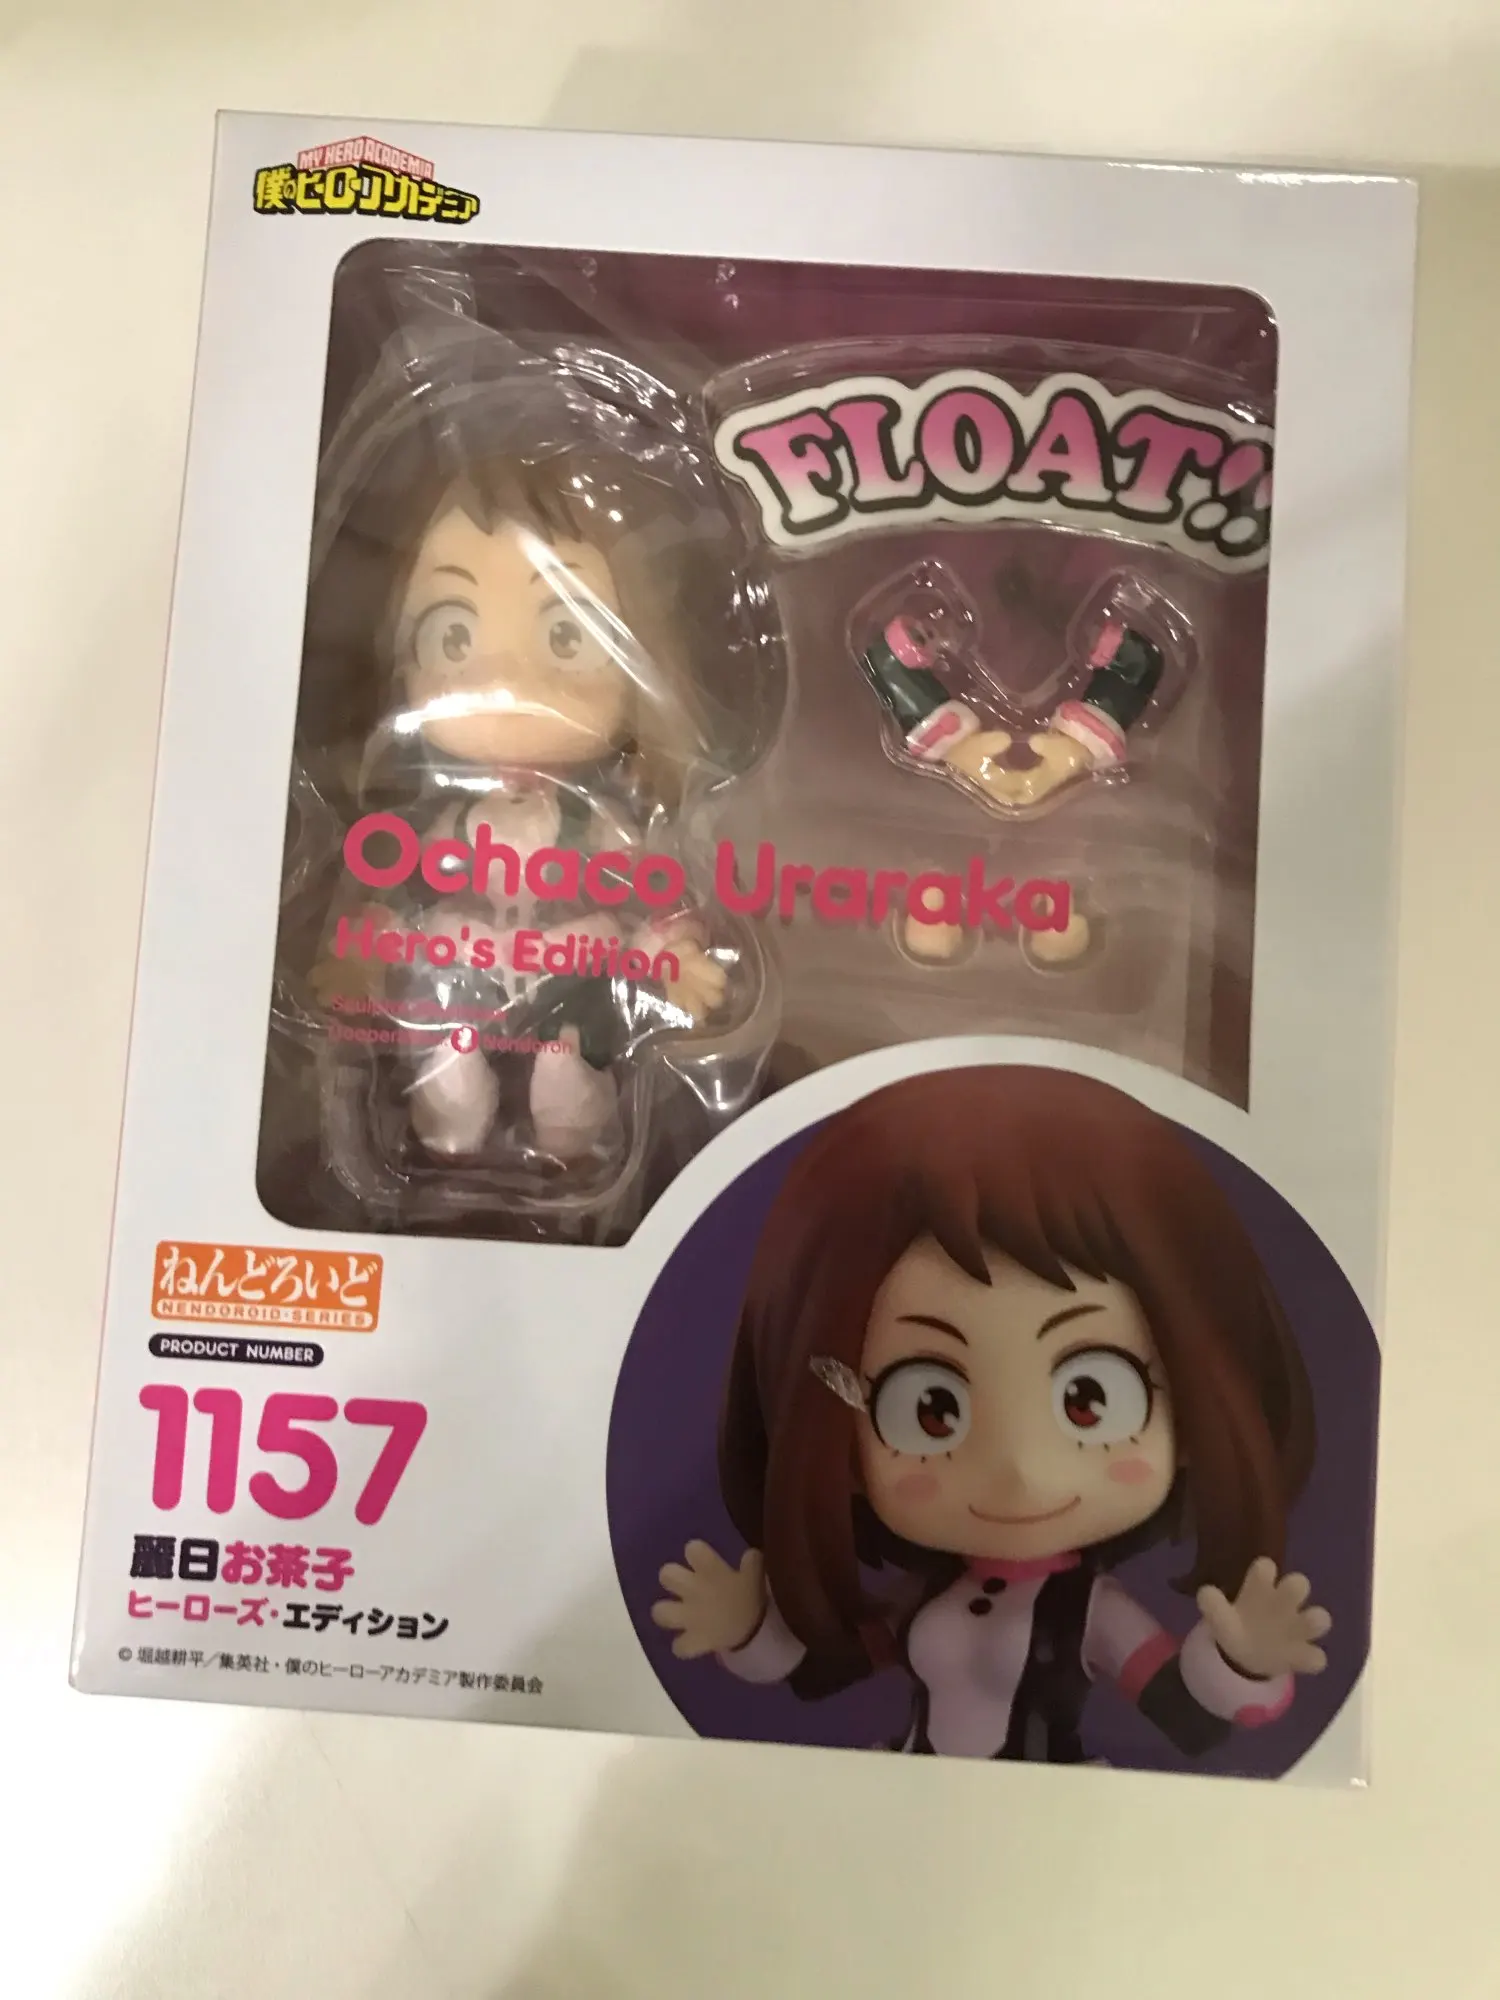 MY HERO ACADEMIA
僕のヒーローアカデミア
FLOAT!!
Ochaco Uraraka
Hero's Edition
Nendoron
ねんどろいど
NENDOROID·SERIES
PRODUCT NUMBER
1157
麗日お茶子
ヒーローズ・エディション
© 堀越耕平／集英社・僕のヒーローアカデミア製作委員会